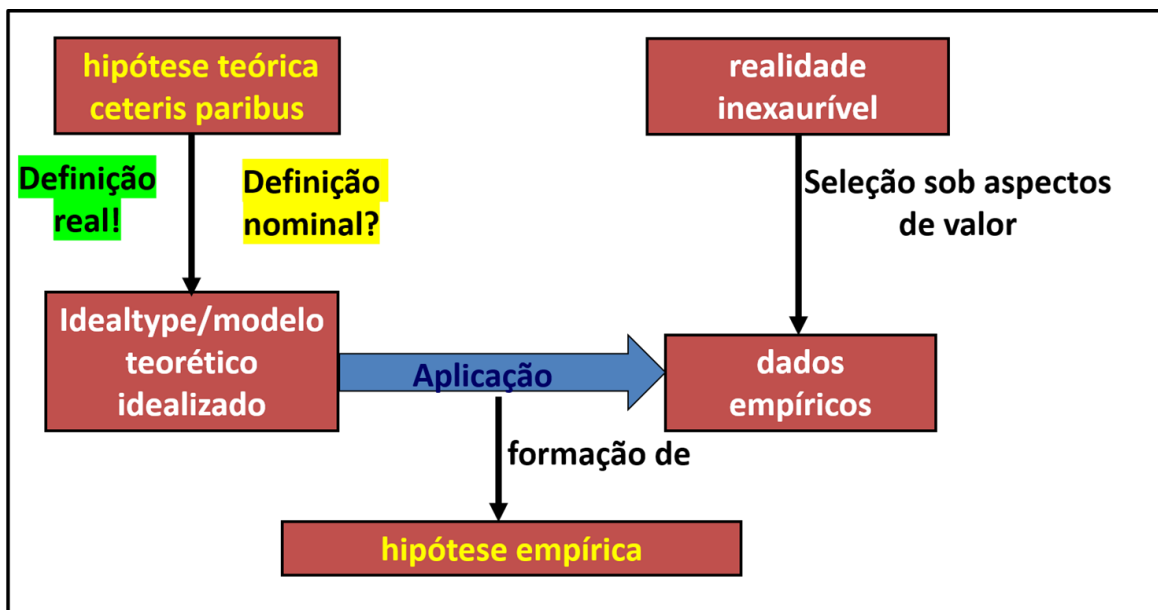 hipótese teórica
ceteris paribus
realidade
inexaurível
Definição
real!
Definição
nominal?
Seleção sob aspectos
de valor
Idealtype/modelo
teorético
idealizado
Aplicação
dados
empíricos
formação de
hipótese empírica